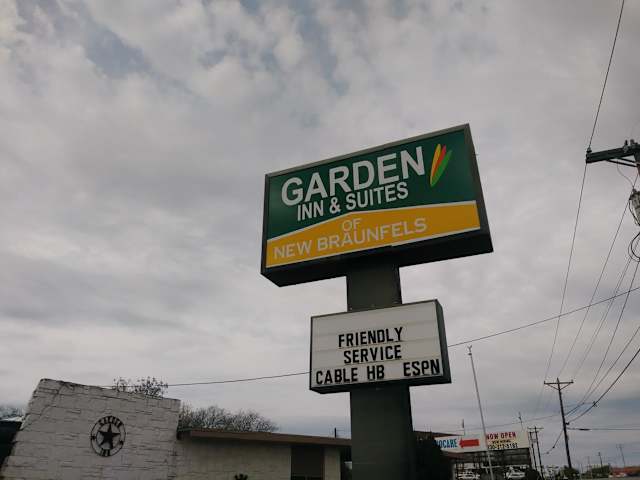 GARDEN
INN & SUITES
OF
NEW BRAUNFELS
FRIENDLY
SERVICE
CABLE HB ESPN
NOW OPEN